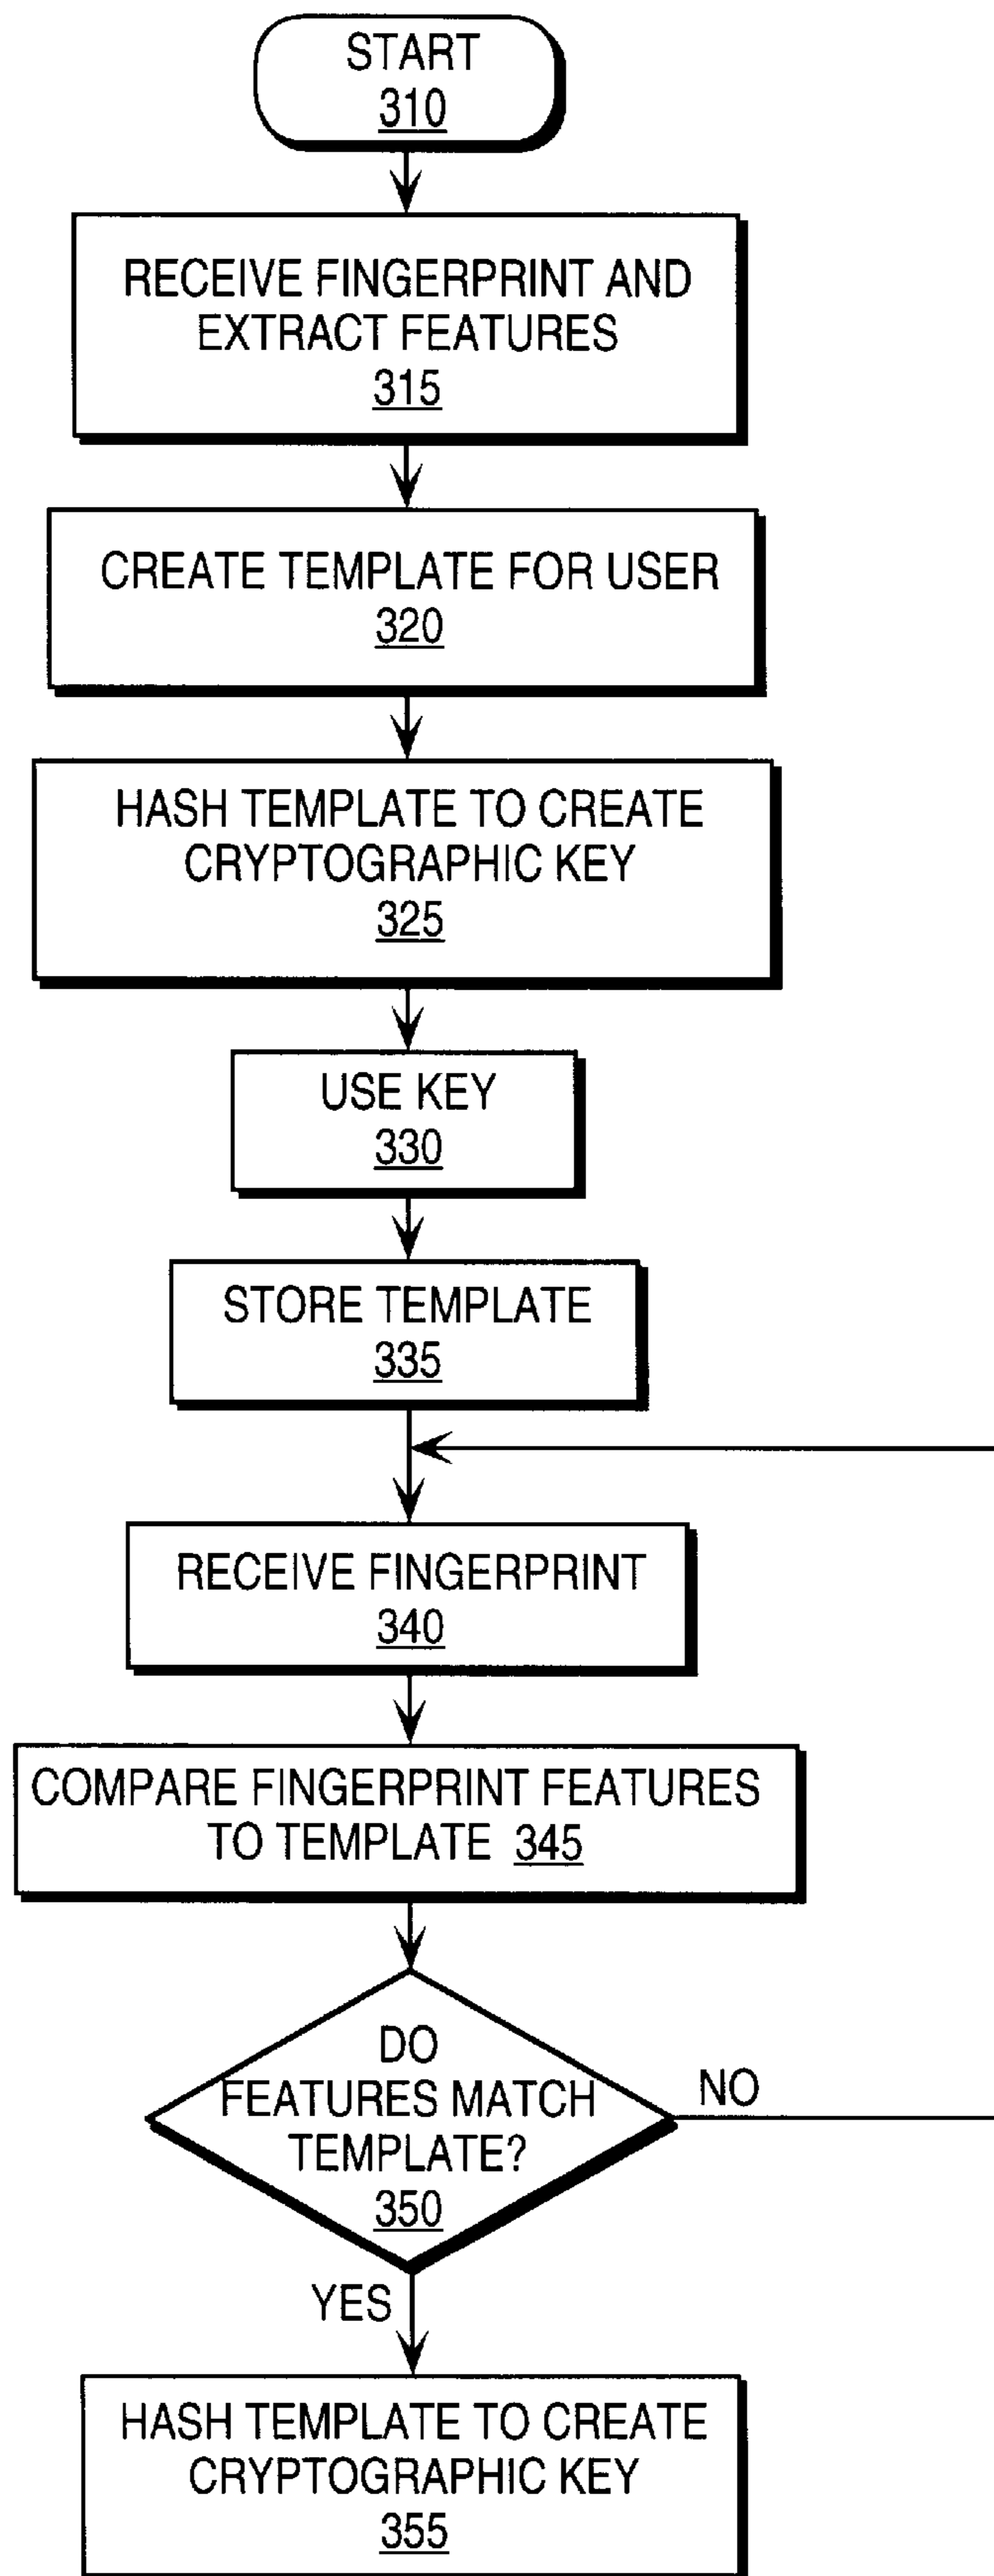 START
310
RECEIVE FINGERPRINT AND
EXTRACT FEATURES
315
CREATE TEMPLATE FOR USER
320
HASH TEMPLATE TO CREATE
CRYPTOGRAPHIC KEY
325
USE KEY
330
STORE TEMPLATE
335
RECEIVE FINGERPRINT
340
COMPARE FINGERPRINT FEATURES
TO TEMPLATE 345
DO
FEATURES MATCH
TEMPLATE?
350
NO
YES
HASH TEMPLATE TO CREATE
CRYPTOGRAPHIC KEY
355